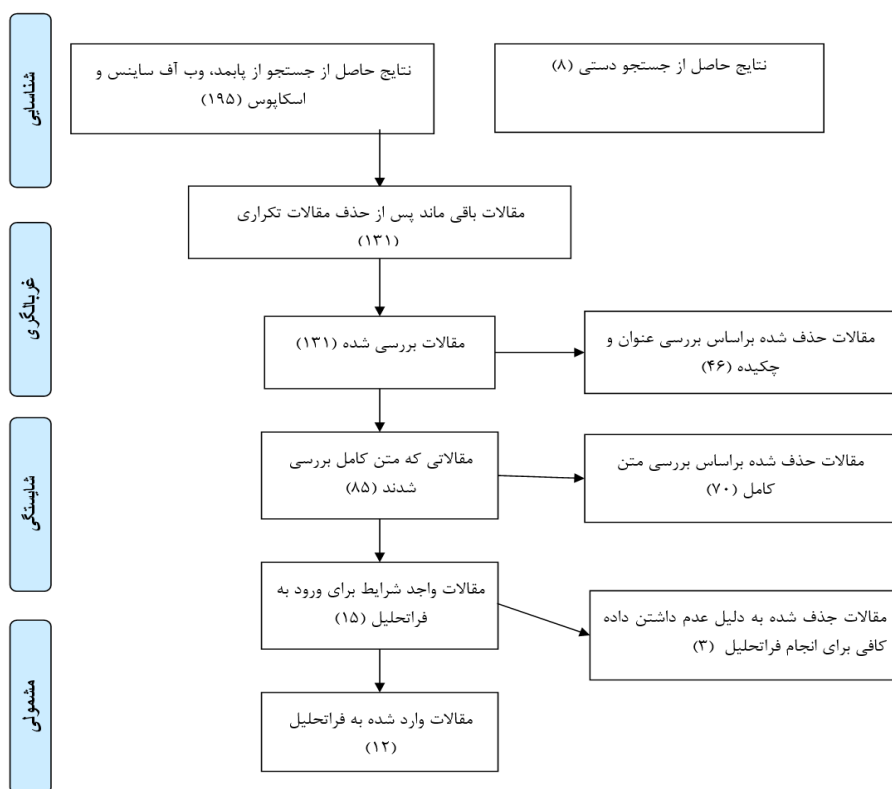 شناسایی
نتایج حاصل از جستجو دستی (۸)
نتایج حاصل از جستجو از پابمد، وب آف ساینس و
اسکاپوس (۱۹۵)
مقالات باقی ماند پس از حذف مقالات تکراری
(۱۳۱)
غربالگری
مقالات بررسی شده (۱۳۱)
مقالات حذف شده براساس بررسی عنوان و
چکیده (۴۶)
شایستگی
مقالاتی که متن کامل بررسی
شدند (۸۵)
مقالات حذف شده براساس بررسی متن
کامل (۷۰)
مقالات واجد شرایط برای ورود به
فراتحلیل (۱۵)
مقالات جذف شده به دلیل عدم داشتن داده
کافی برای انجام فراتحلیل (۳)
مشمولی
مقالات وارد شده به فراتحلیل
(۱۲)